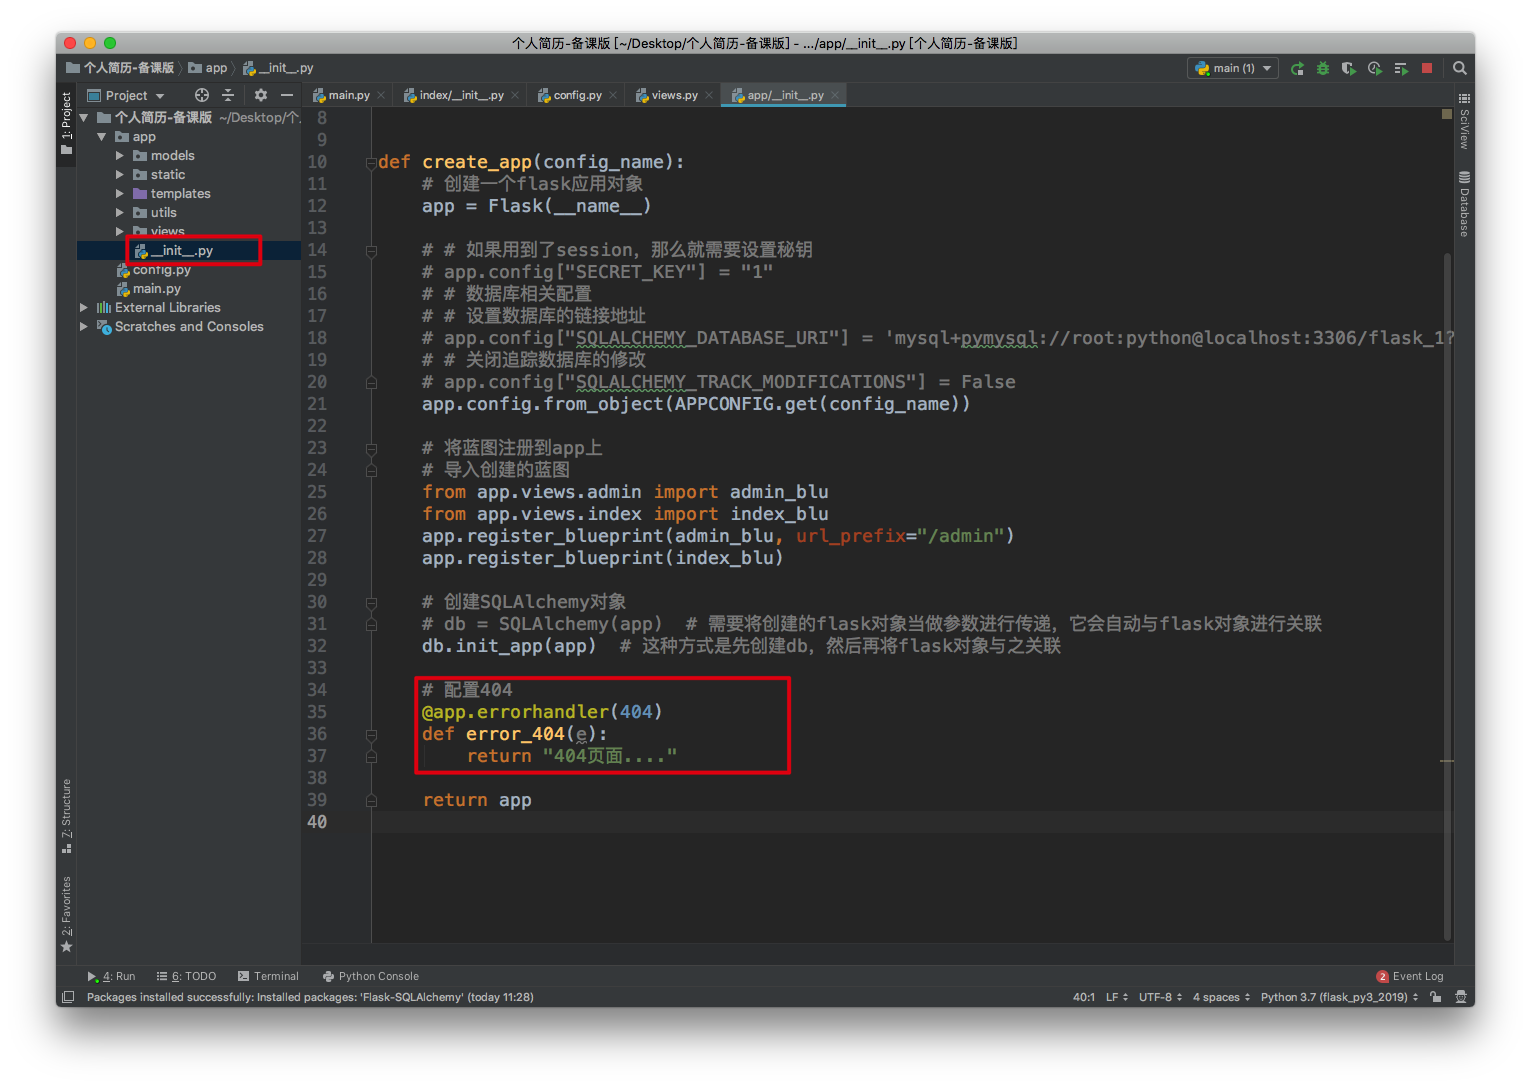 个人简历-备课版 [~/Desktop/个人简历-备课版] - .../app/__init__.py [个人简历-备课版]
个人简历-备课版 app __init__.py
main (1)
Project
main.py index/__init__.py config.py views.py app/__init__.py
1: Project
个人简历-备课版 ~/Desktop/个
app
models
static
templates
utils
views
__init__.py
config.py
main.py
External Libraries
Scratches and Consoles
8
9
10 def create_app(config_name):
11 # 创建一个flask应用对象
12 app = Flask(__name__)
13
14 # # 如果用到了session，那么就需要设置秘钥
15 # app.config["SECRET_KEY"] = "1"
16 # # 数据库相关配置
17 # # 设置数据库的链接地址
18 # app.config["SQLALCHEMY_DATABASE_URI"] = 'mysql+pymysql://root:python@localhost:3306/flask_1?
19 # # 关闭追踪数据库的修改
20 # app.config["SQLALCHEMY_TRACK_MODIFICATIONS"] = False
21 app.config.from_object(APPCONFIG.get(config_name))
22
23 # 将蓝图注册到app上
24 # 导入创建的蓝图
25 from app.views.admin import admin_blu
26 from app.views.index import index_blu
27 app.register_blueprint(admin_blu, url_prefix="/admin")
28 app.register_blueprint(index_blu)
29
30 # 创建SQLAlchemy对象
31 # db = SQLAlchemy(app)  # 需要将创建的flask对象当做参数进行传递，它会自动与flask对象进行关联
32 db.init_app(app)  # 这种方式是先创建db，然后再将flask对象与之关联
33
34 # 配置404
35 @app.errorhandler(404)
36 def error_404(e):
37 return "404页面...."
38
39 return app
40
SciView
Database
7: Structure
2: Favorites
4: Run 6: TODO Terminal Python Console 2 Event Log
Packages installed successfully: Installed packages: 'Flask-SQLAlchemy' (today 11:28) 40:1 LF UTF-8 4 spaces Python 3.7 (flask_py3_2019)